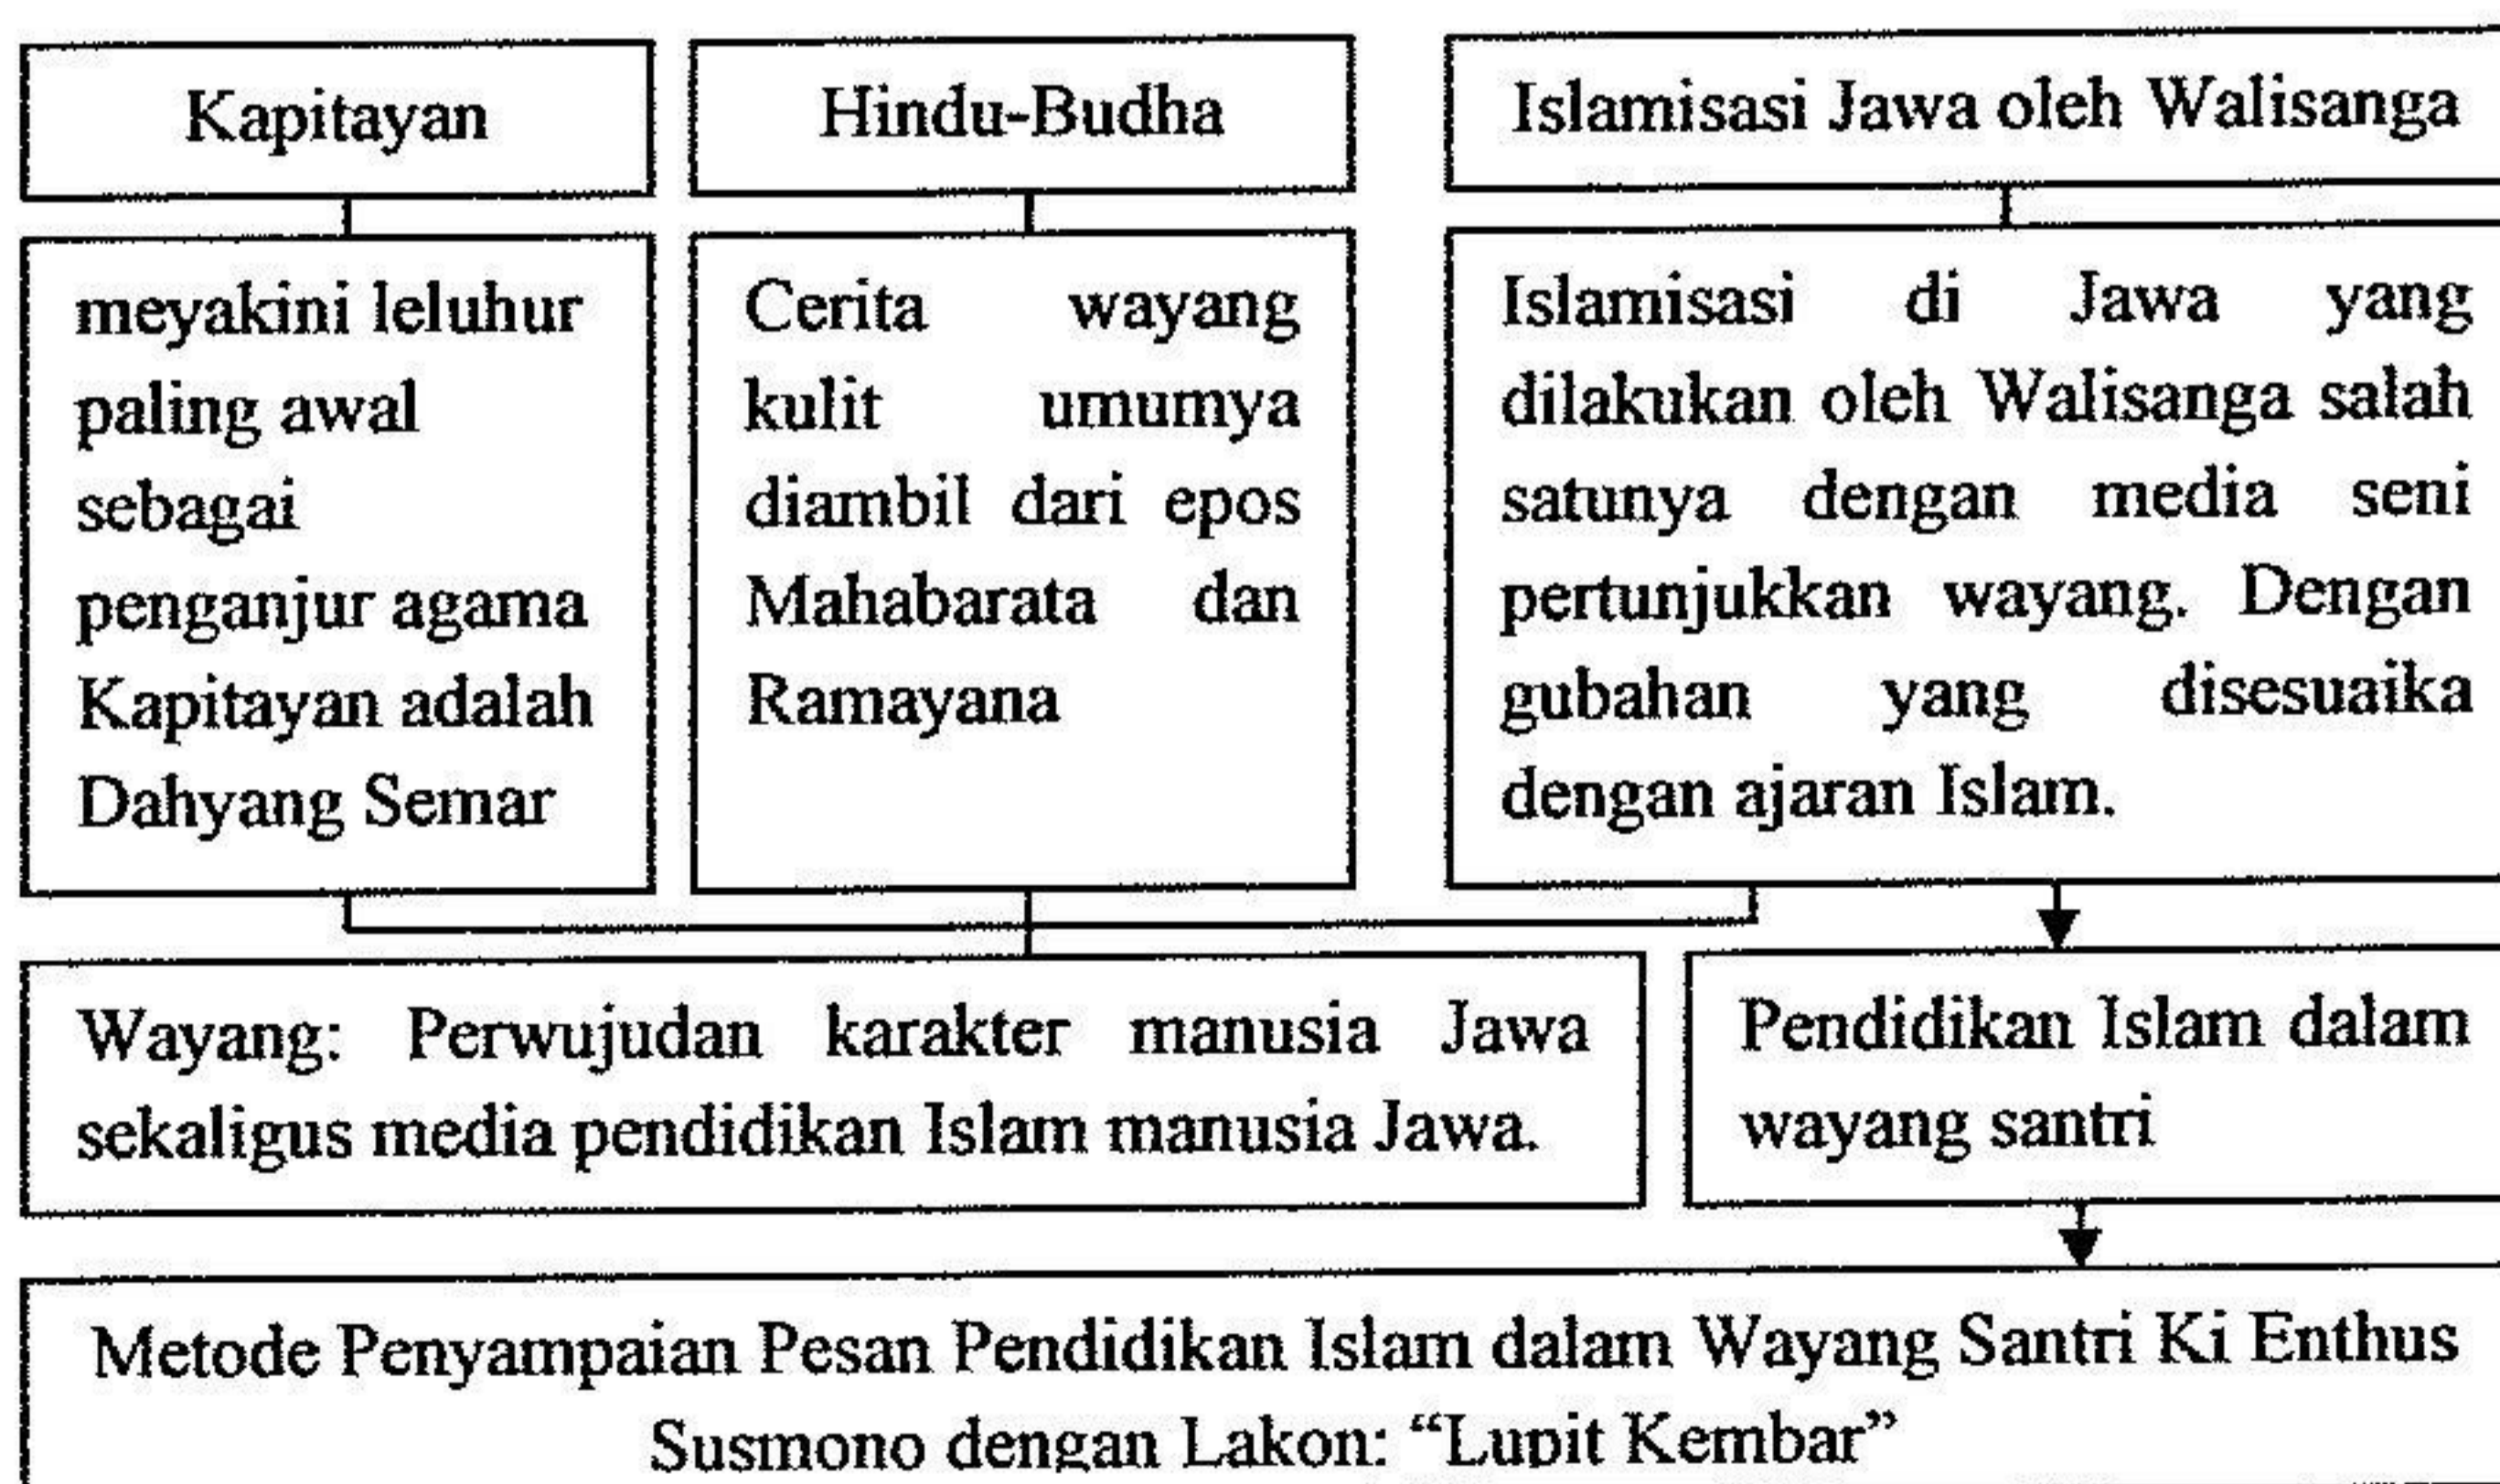 Kapitayan
Hindu-Budha
Islamisasi Jawa oleh Walisanga
meyakini leluhur
paling awal
sebagai
penganjur agama
Kapitayan adalah
Dahyang Semar
Cerita wayang
kulit umumya
diambil dari epos
Mahabarata dan
Ramayana
Islamisasi di Jawa yang
dilakukan oleh Walisanga salah
satunya dengan media seni
pertunjukkan wayang. Dengan
gubahan yang disesuaika
dengan ajaran Islam.
Wayang: Perwujudan karakter manusia Jawa
sekaligus media pendidikan Islam manusia Jawa.
Pendidikan Islam dalam
wayang santri
Metode Penyampaian Pesan Pendidikan Islam dalam Wayang Santri Ki Enthus
Susmono dengan Lakon: “Lupit Kembar”